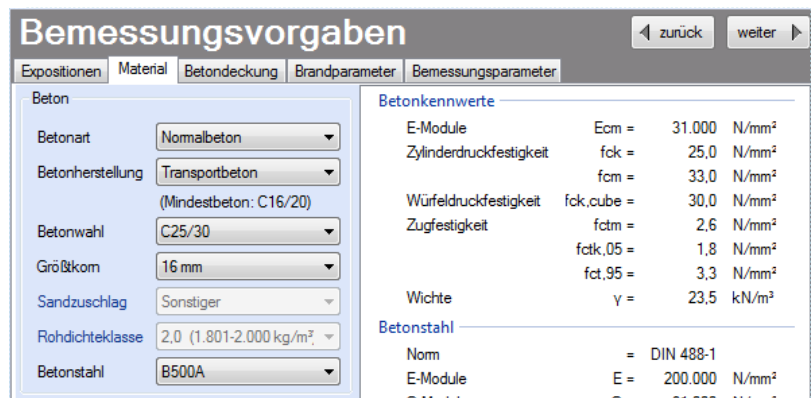 Bemessungsvorgaben
zurück
weiter
Expositionen Material Betondeckung Brandparameter Bemessungsparameter
Beton
Betonart Normalbeton
Betonherstellung Transportbeton
(Mindestbeton: C16/20)
Betonwahl C25/30
Größtkorn 16 mm
Sandzuschlag Sonstiger
Rohdichteklasse 2,0 (1.801-2.000 kg/m³,
Betonstahl B500A
Betonkennwerte
E-Module Ecm = 31.000 N/mm²
Zylinderdruckfestigkeit fck = 25,0 N/mm²
fcm = 33,0 N/mm²
Würfeldruckfestigkeit fck,cube = 30,0 N/mm²
Zugfestigkeit fctm = 2,6 N/mm²
fctk,05 = 1,8 N/mm²
fct,95 = 3,3 N/mm²
Wichte γ = 23,5 kN/m³
Betonstahl
Norm = DIN 488-1
E-Module E = 200.000 N/mm²